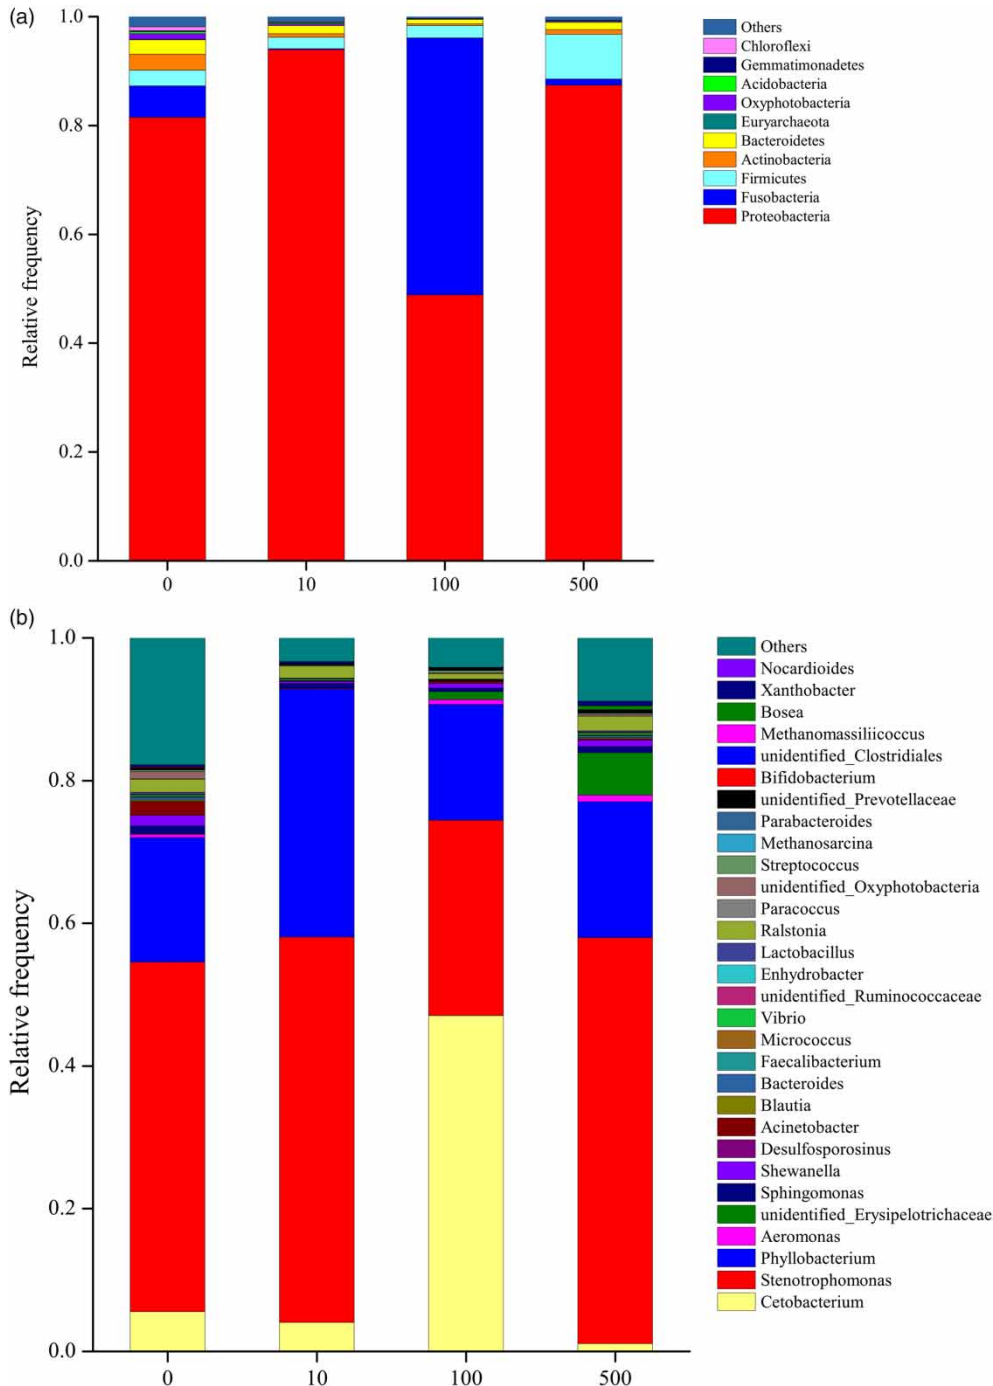 (a)
1.0
0.8
0.6
0.4
0.2
0.0
Relative frequency
0 10 100 500
Others
Chloroflexi
Gemmatimonadetes
Acidobacteria
Oxyphotobacteria
Euryarchaeota
Bacteroidetes
Actinobacteria
Firmicutes
Fusobacteria
Proteobacteria
(b)
1.0
0.8
0.6
0.4
0.2
0.0
Relative frequency
0 10 100 500
Others
Nocardioides
Xanthobacter
Bosea
Methanomassiliicoccus
unidentified_Clostridiales
Bifidobacterium
unidentified_Prevotellaceae
Parabacteroides
Methanosarcina
Streptococcus
unidentified_Oxyphotobacteria
Paracoccus
Ralstonia
Lactobacillus
Enhydrobacter
unidentified_Ruminococcaceae
Vibrio
Micrococcus
Faecalibacterium
Bacteroides
Blautia
Acinetobacter
Desulfosporosinus
Shewanella
Sphingomonas
unidentified_Erysipelotrichaceae
Aeromonas
Phyllobacterium
Stenotrophomonas
Cetobacterium